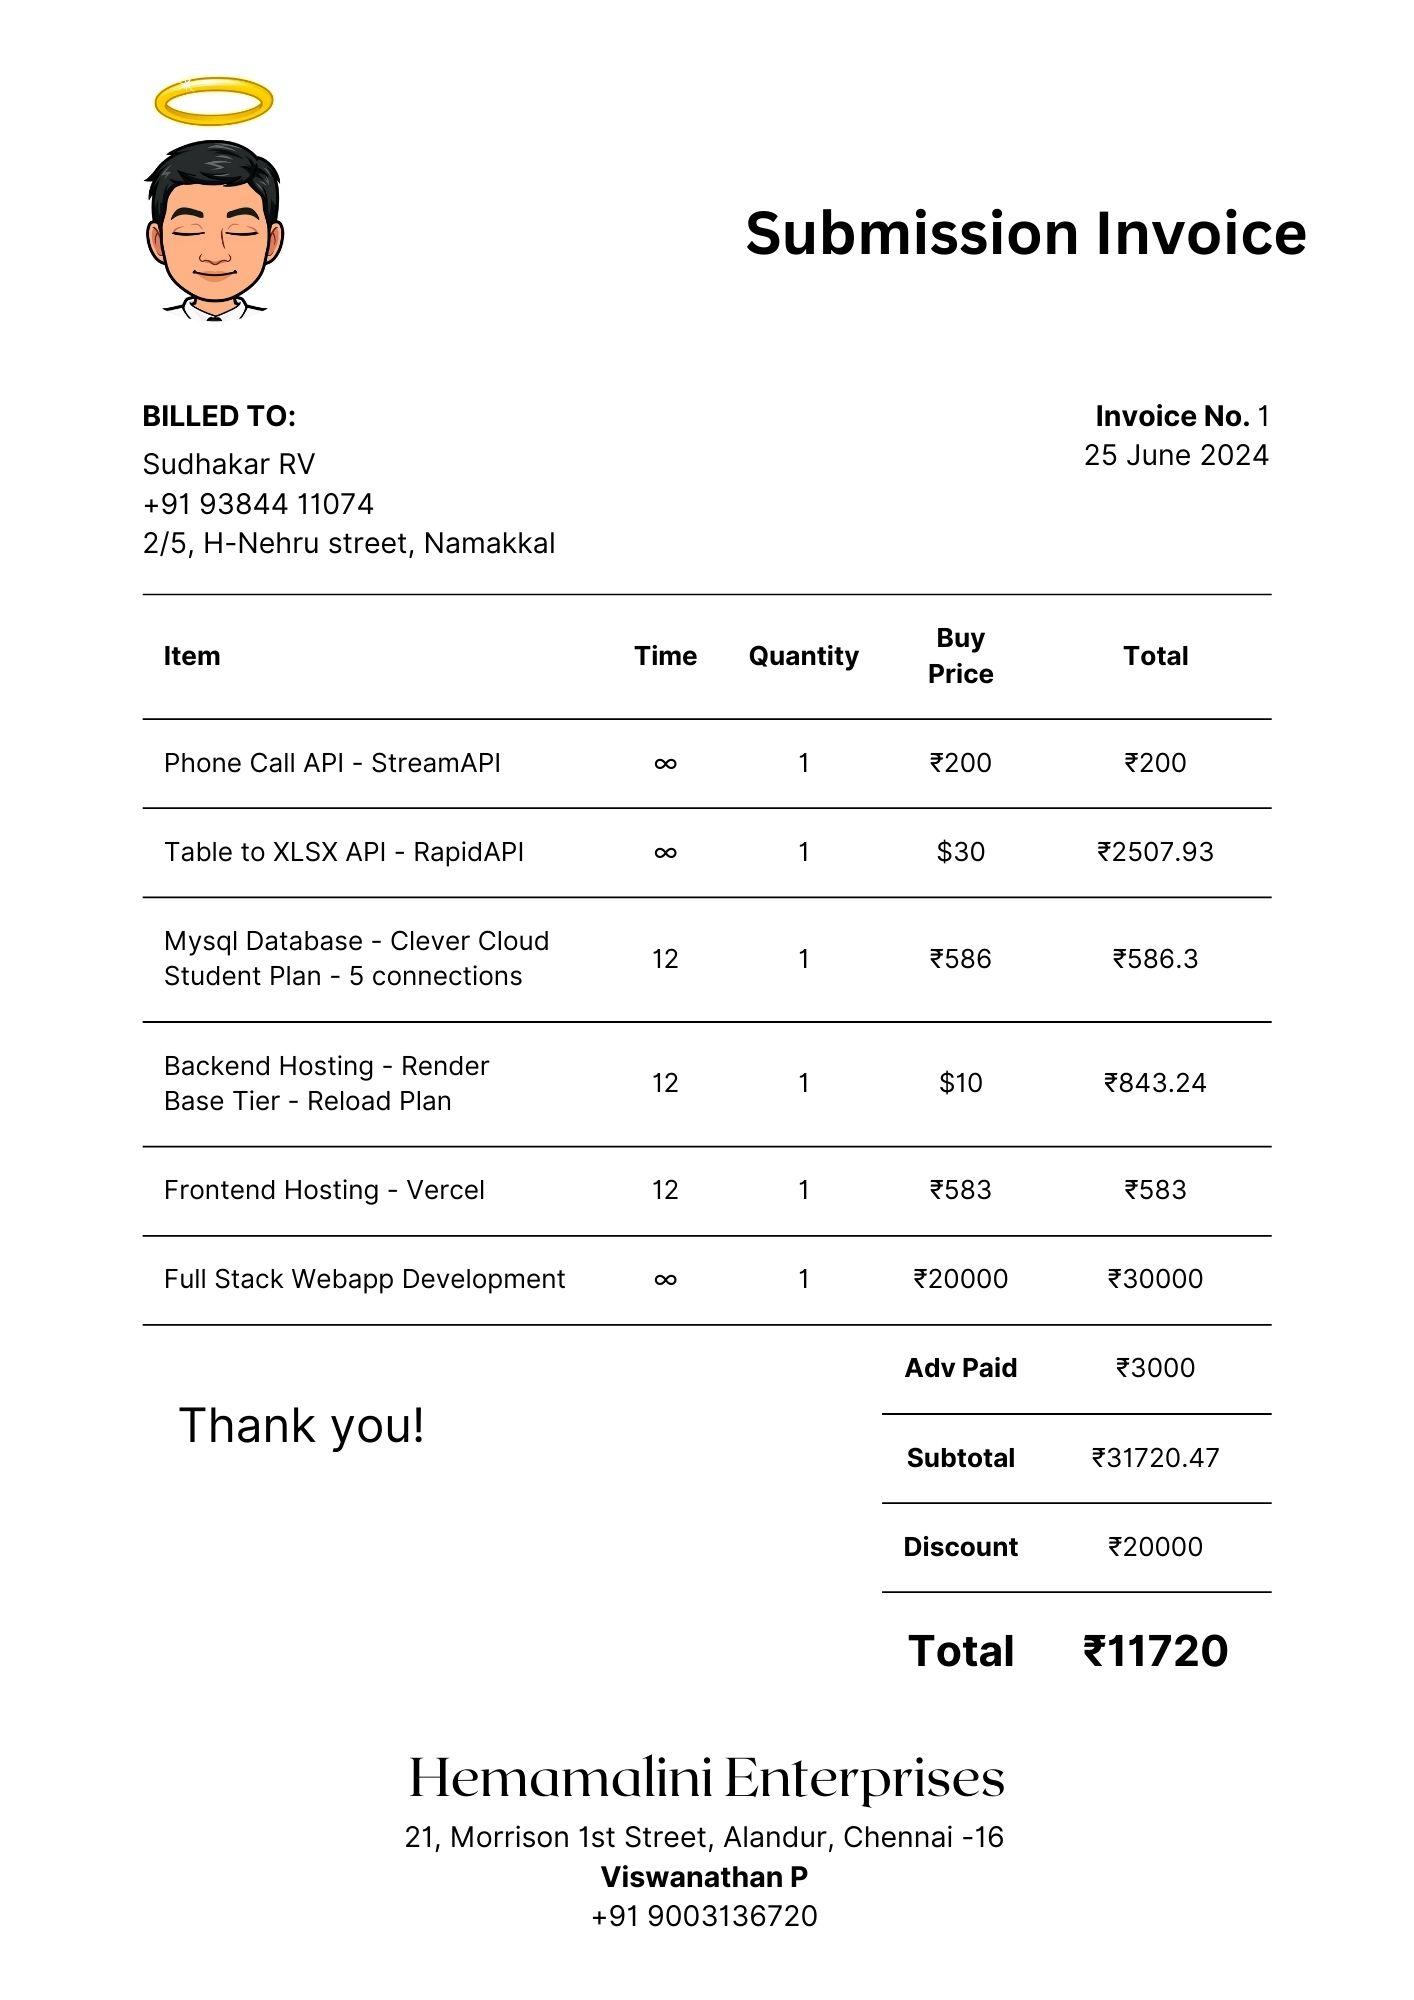 Submission Invoice
BILLED TO:
Sudhakar RV
+91 93844 11074
2/5, H-Nehru street, Namakkal
Invoice No. 1
25 June 2024
Item Time Quantity Buy Price Total
Phone Call API - StreamAPI ∞ 1 ₹200 ₹200
Table to XLSX API - RapidAPI ∞ 1 $30 ₹2507.93
Mysql Database - Clever Cloud
Student Plan - 5 connections 12 1 ₹586 ₹586.3
Backend Hosting - Render
Base Tier - Reload Plan 12 1 $10 ₹843.24
Frontend Hosting - Vercel 12 1 ₹583 ₹583
Full Stack Webapp Development ∞ 1 ₹20000 ₹30000
Adv Paid ₹3000
Thank you!
Subtotal ₹31720.47
Discount ₹20000
Total ₹11720
Hemamalini Enterprises
21, Morrison 1st Street, Alandur, Chennai -16
Viswanathan P
+91 9003136720